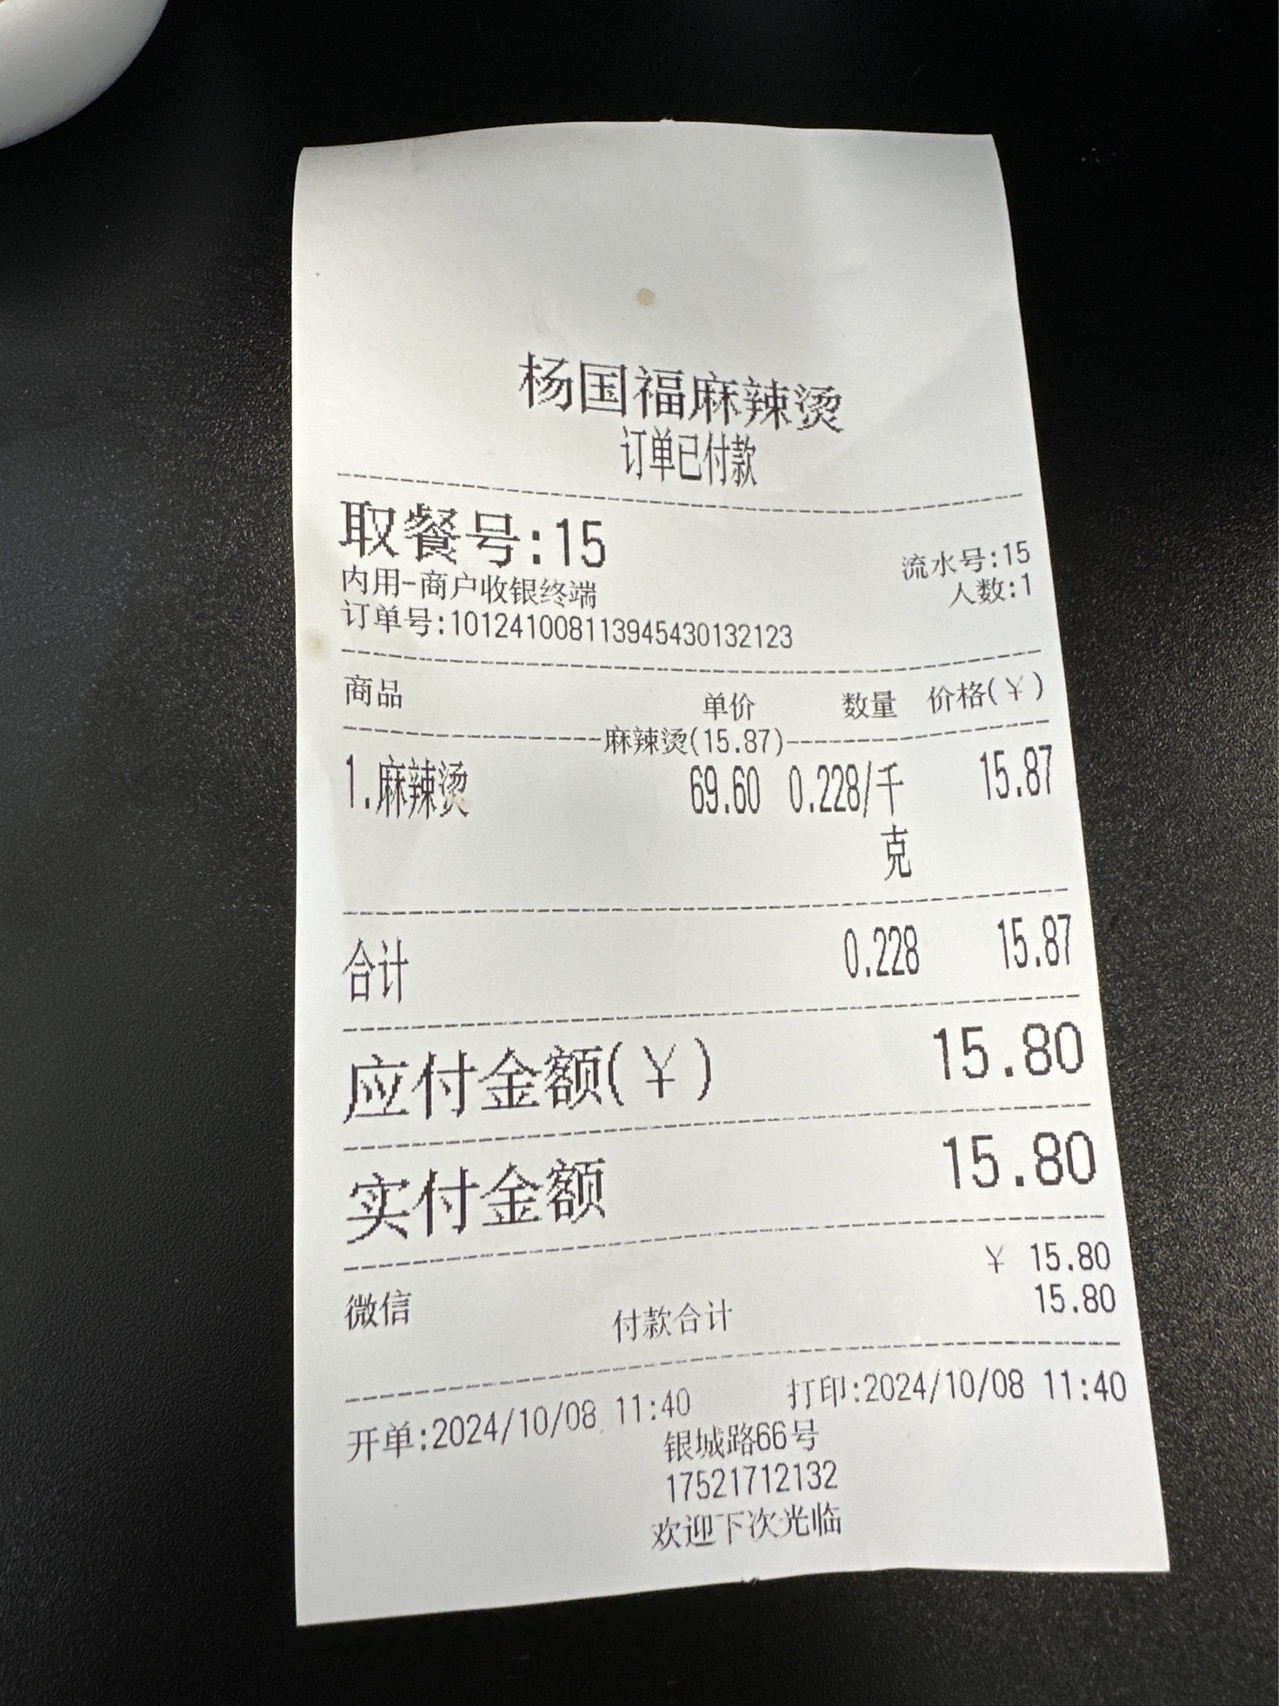 杨国福麻辣烫
订单已付款
取餐号:15
流水号:15
内用-商户收银终端
人数:1
订单号:101241008113945430132123
商品 单价 数量 价格(¥)
麻辣烫(15.87)
1.麻辣烫 69.60 0.228/千克 15.87
合计 0.228 15.87
应付金额(¥) 15.80
实付金额 15.80
微信 ¥ 15.80
付款合计 15.80
开单:2024/10/08 11:40 打印:2024/10/08 11:40
银城路66号
17521712132
欢迎下次光临